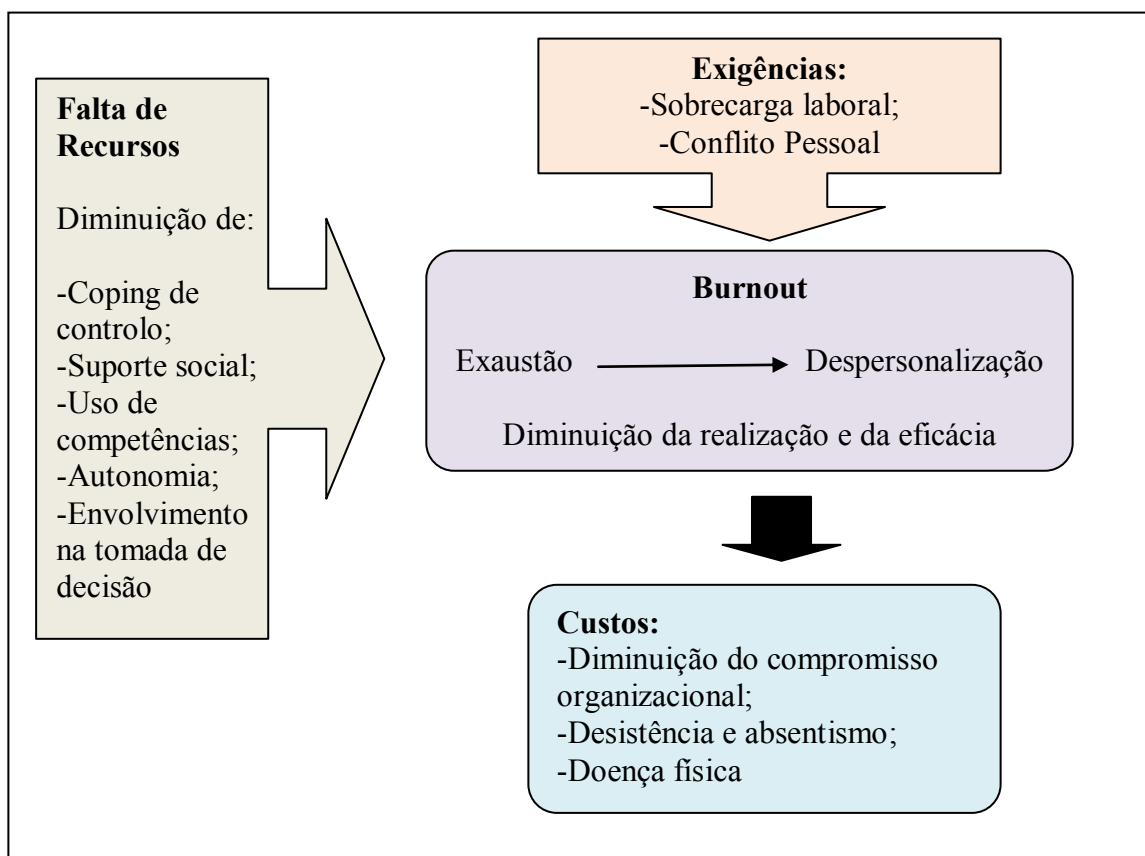 Falta de
Recursos
Diminuição de:
-Coping de
controlo;
-Suporte social;
-Uso de
competências;
-Autonomia;
-Envolvimento
na tomada de
decisão
Exigências:
-Sobrecarga laboral;
-Conflito Pessoal
Burnout
Exaustão Despersonalização
Diminuição da realização e da eficácia
Custos:
-Diminuição do compromisso
organizacional;
-Desistência e absentismo;
-Doença física